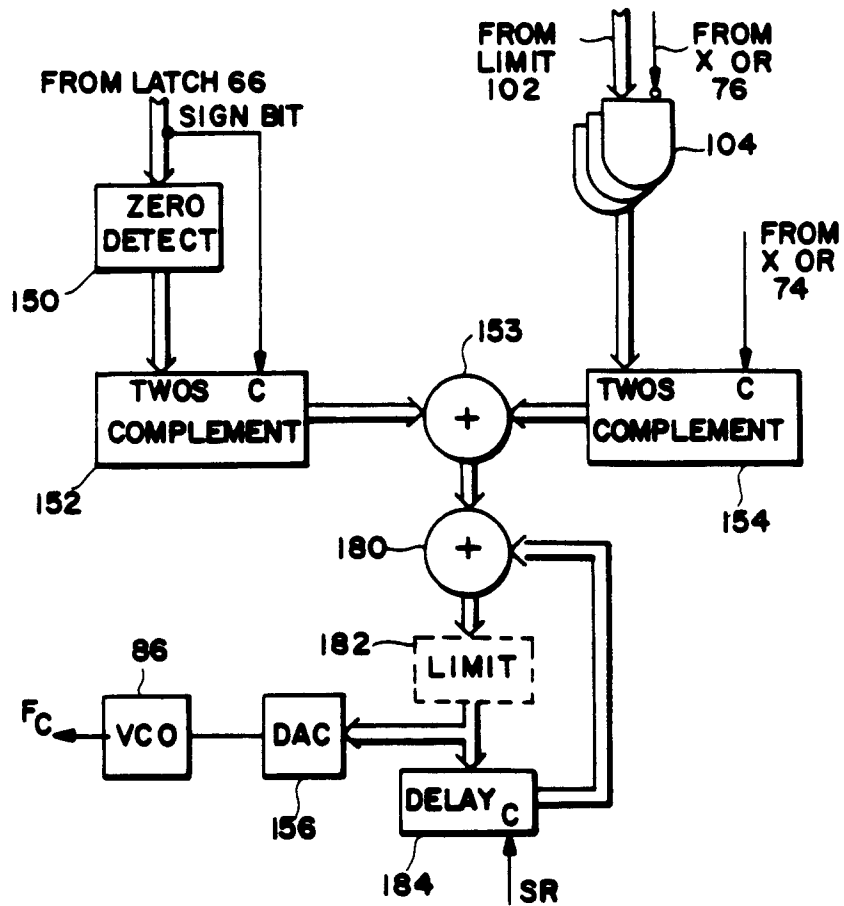 FROM LATCH 66
SIGN BIT
ZERO
DETECT
150
TWOS C
COMPLEMENT
152
FROM
LIMIT
102
FROM
X OR
76
104
FROM
X OR
74
TWOS C
COMPLEMENT
154
153
+
180
+
182
LIMIT
86
FC
VCO
DAC
156
DELAY C
184
SR